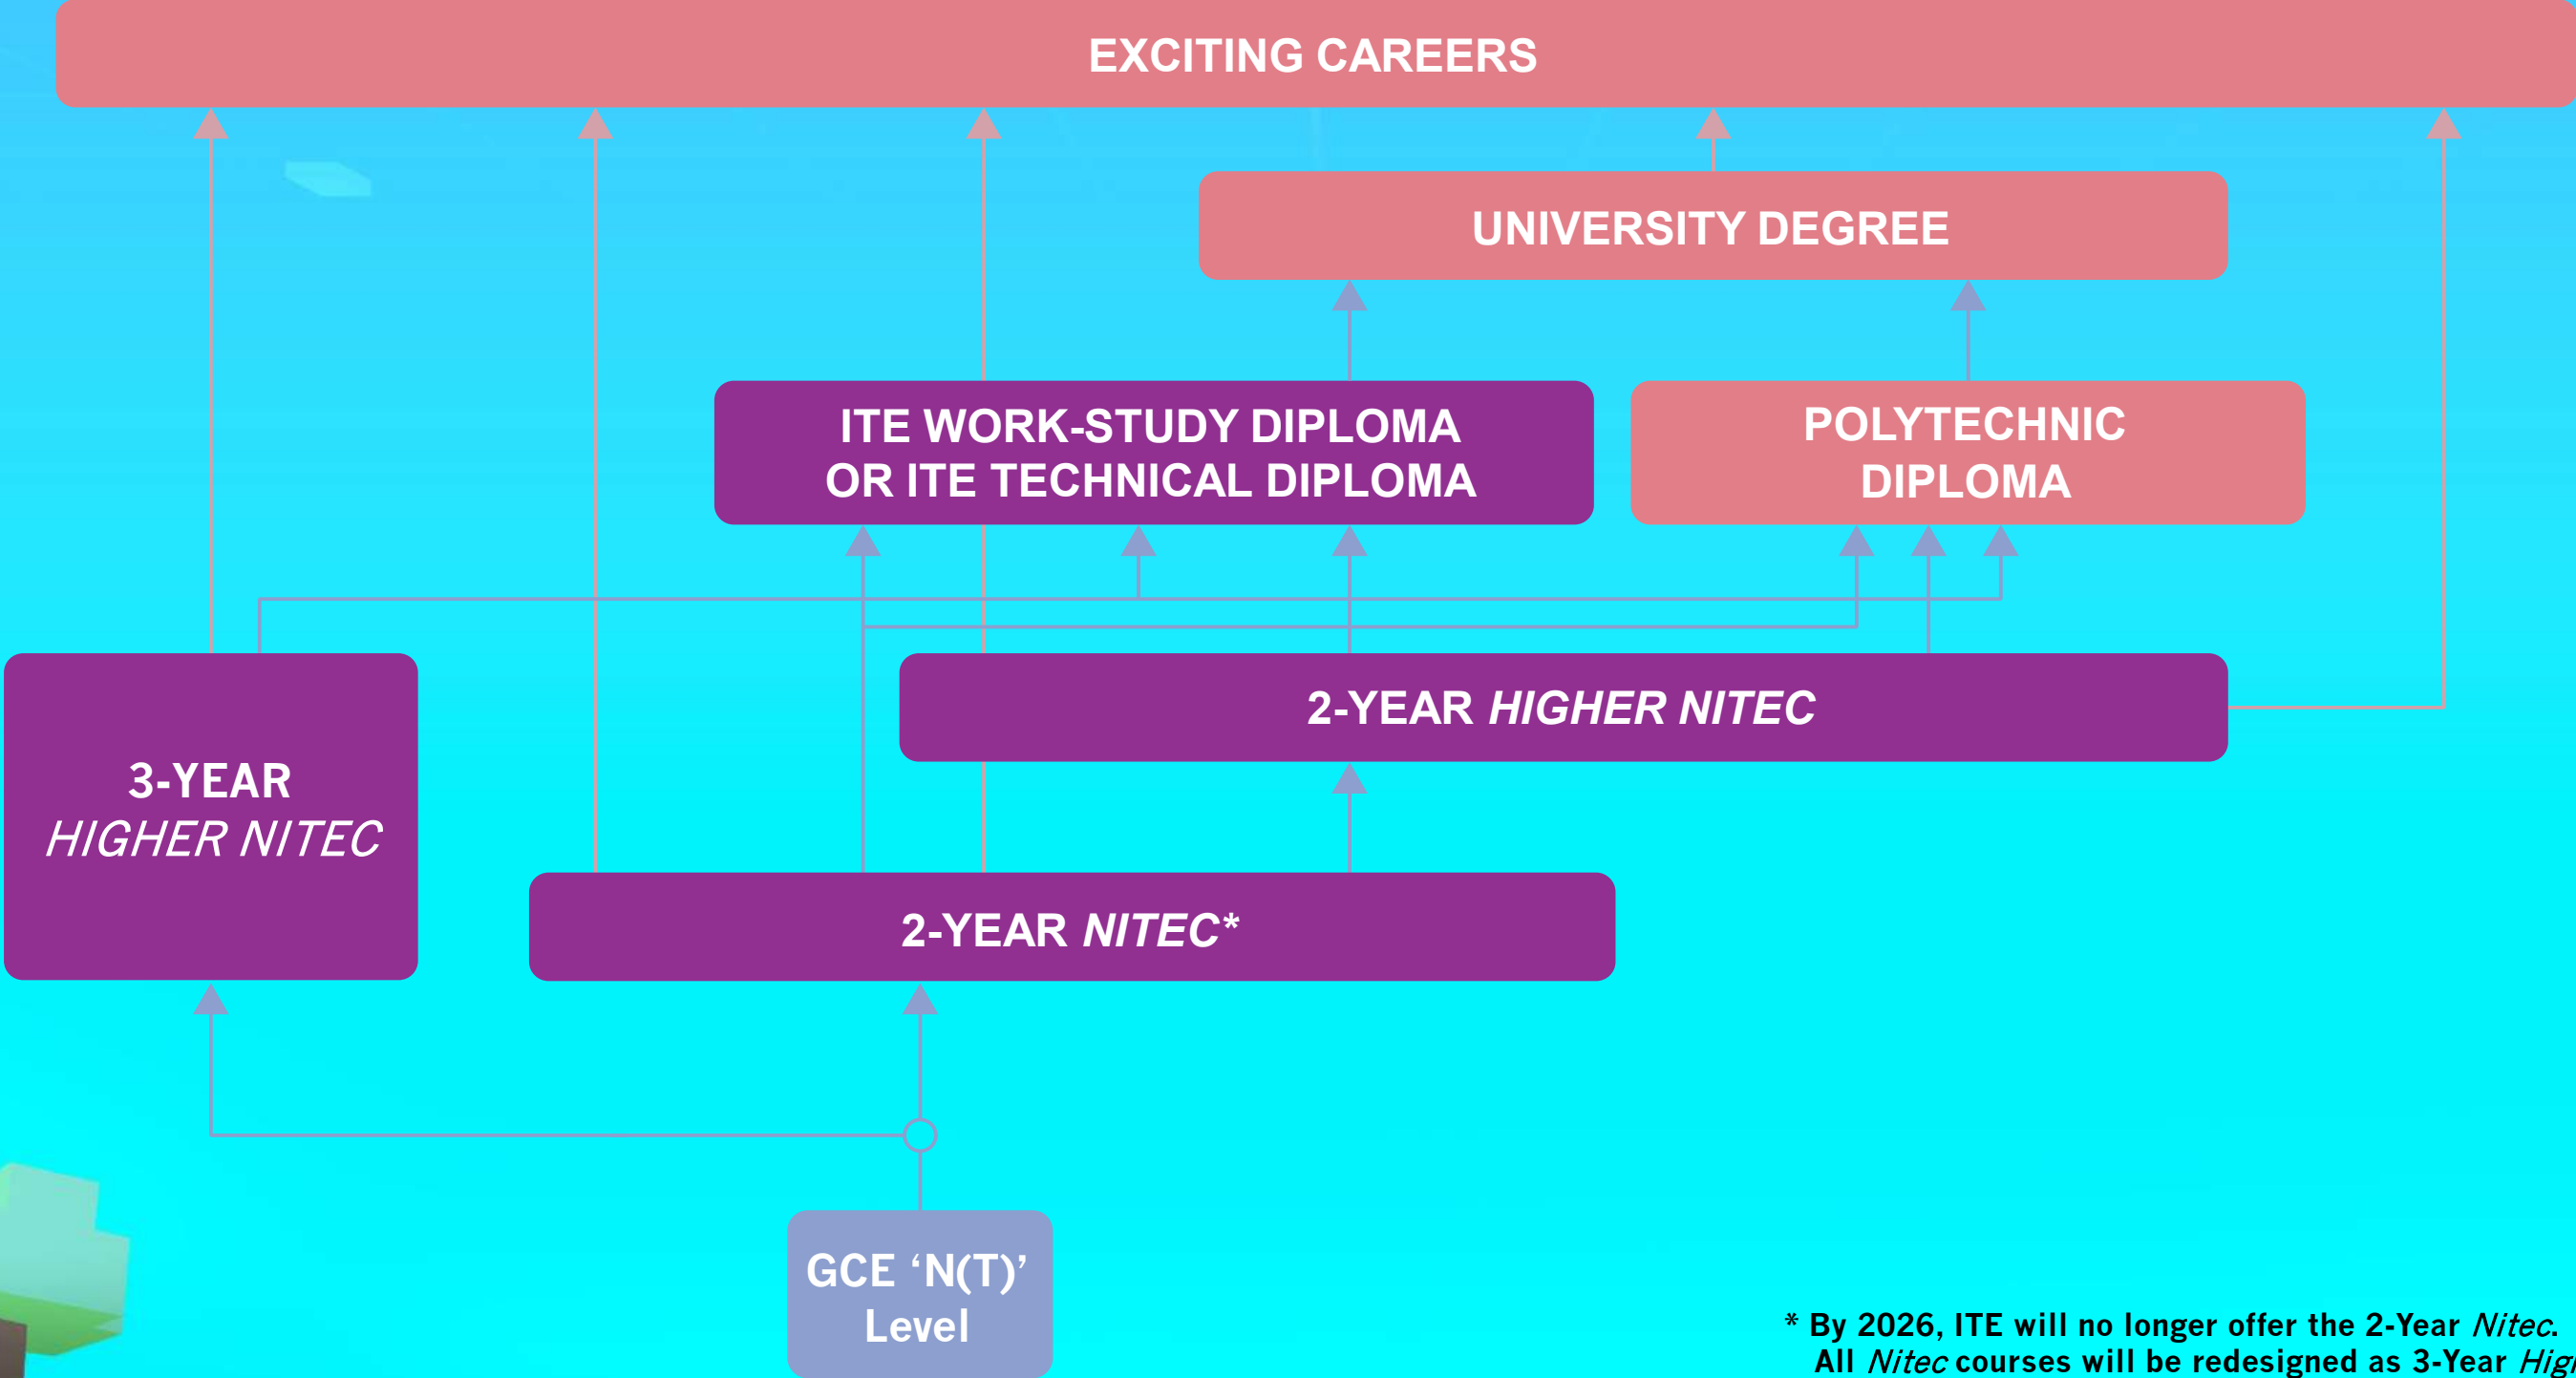 EXCITING CAREERS
UNIVERSITY DEGREE
ITE WORK-STUDY DIPLOMA
OR ITE TECHNICAL DIPLOMA
POLYTECHNIC
DIPLOMA
2-YEAR HIGHER NITEC
3-YEAR
HIGHER NITEC
2-YEAR NITEC*
GCE ‘N(T)’
Level
* By 2026, ITE will no longer offer the 2-Year Nitec.
All Nitec courses will be redesigned as 3-Year